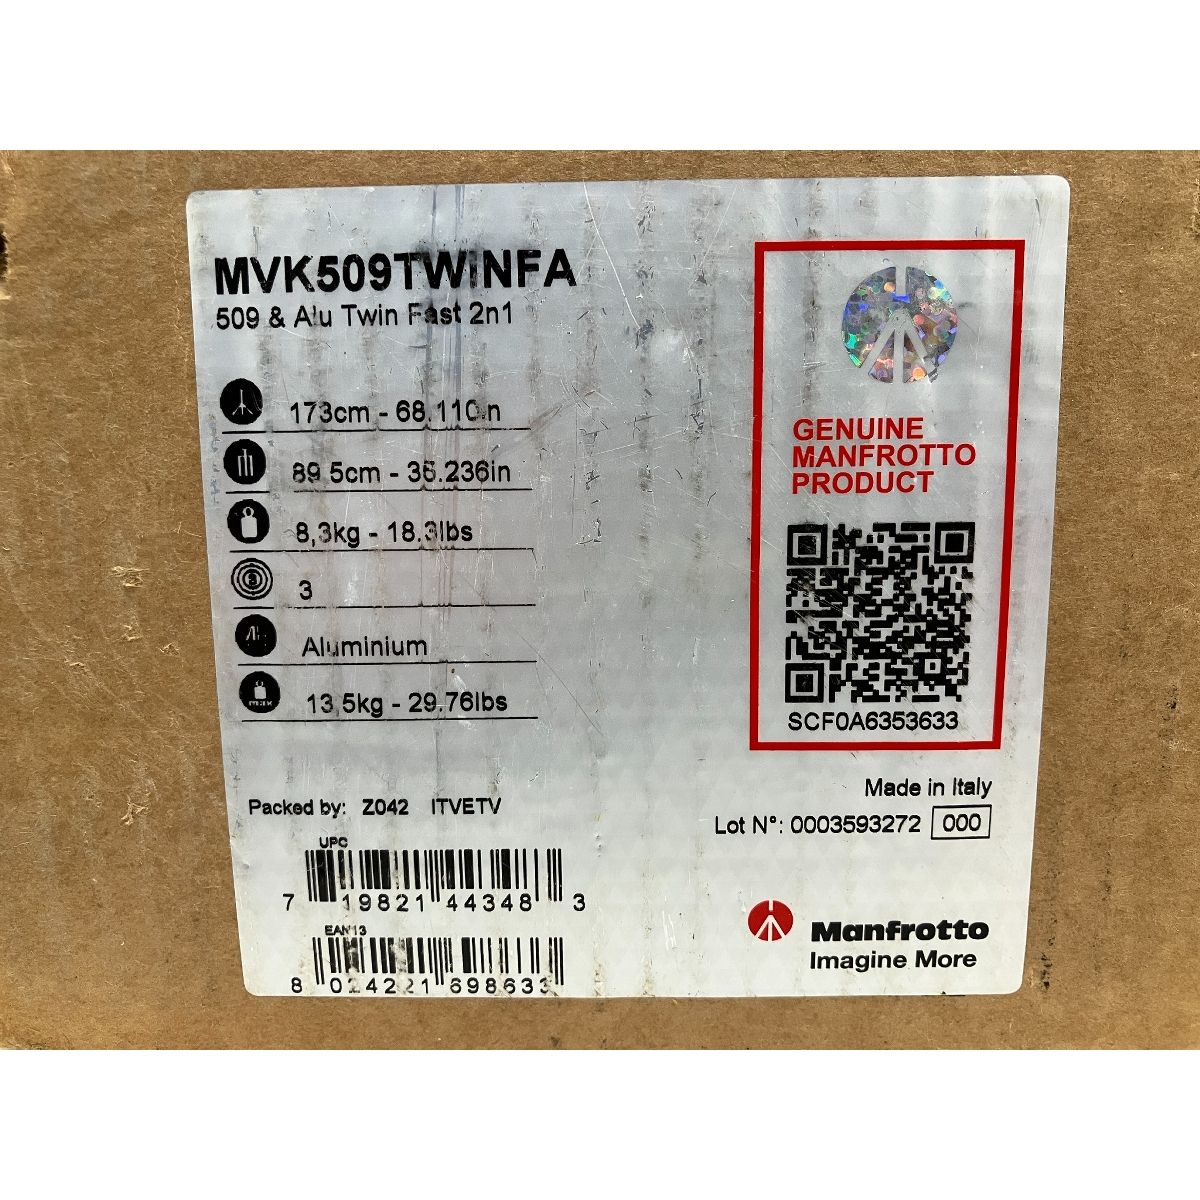 MVK509TWINFA
509 & Alu Twin Fast 2n1
173cm - 68.110in
89.5cm - 35.236in
8,3kg - 18.3lbs
3
Aluminium
max
13,5kg - 29.76lbs
GENUINE
MANFROTTO
PRODUCT
SCF0A6353633
Packed by: Z042 ITVETV
Made in Italy
Lot N°: 0003593272 000
UPC
7 19821 44348 3
EAN13
8 024221 698633
Manfrotto
Imagine More